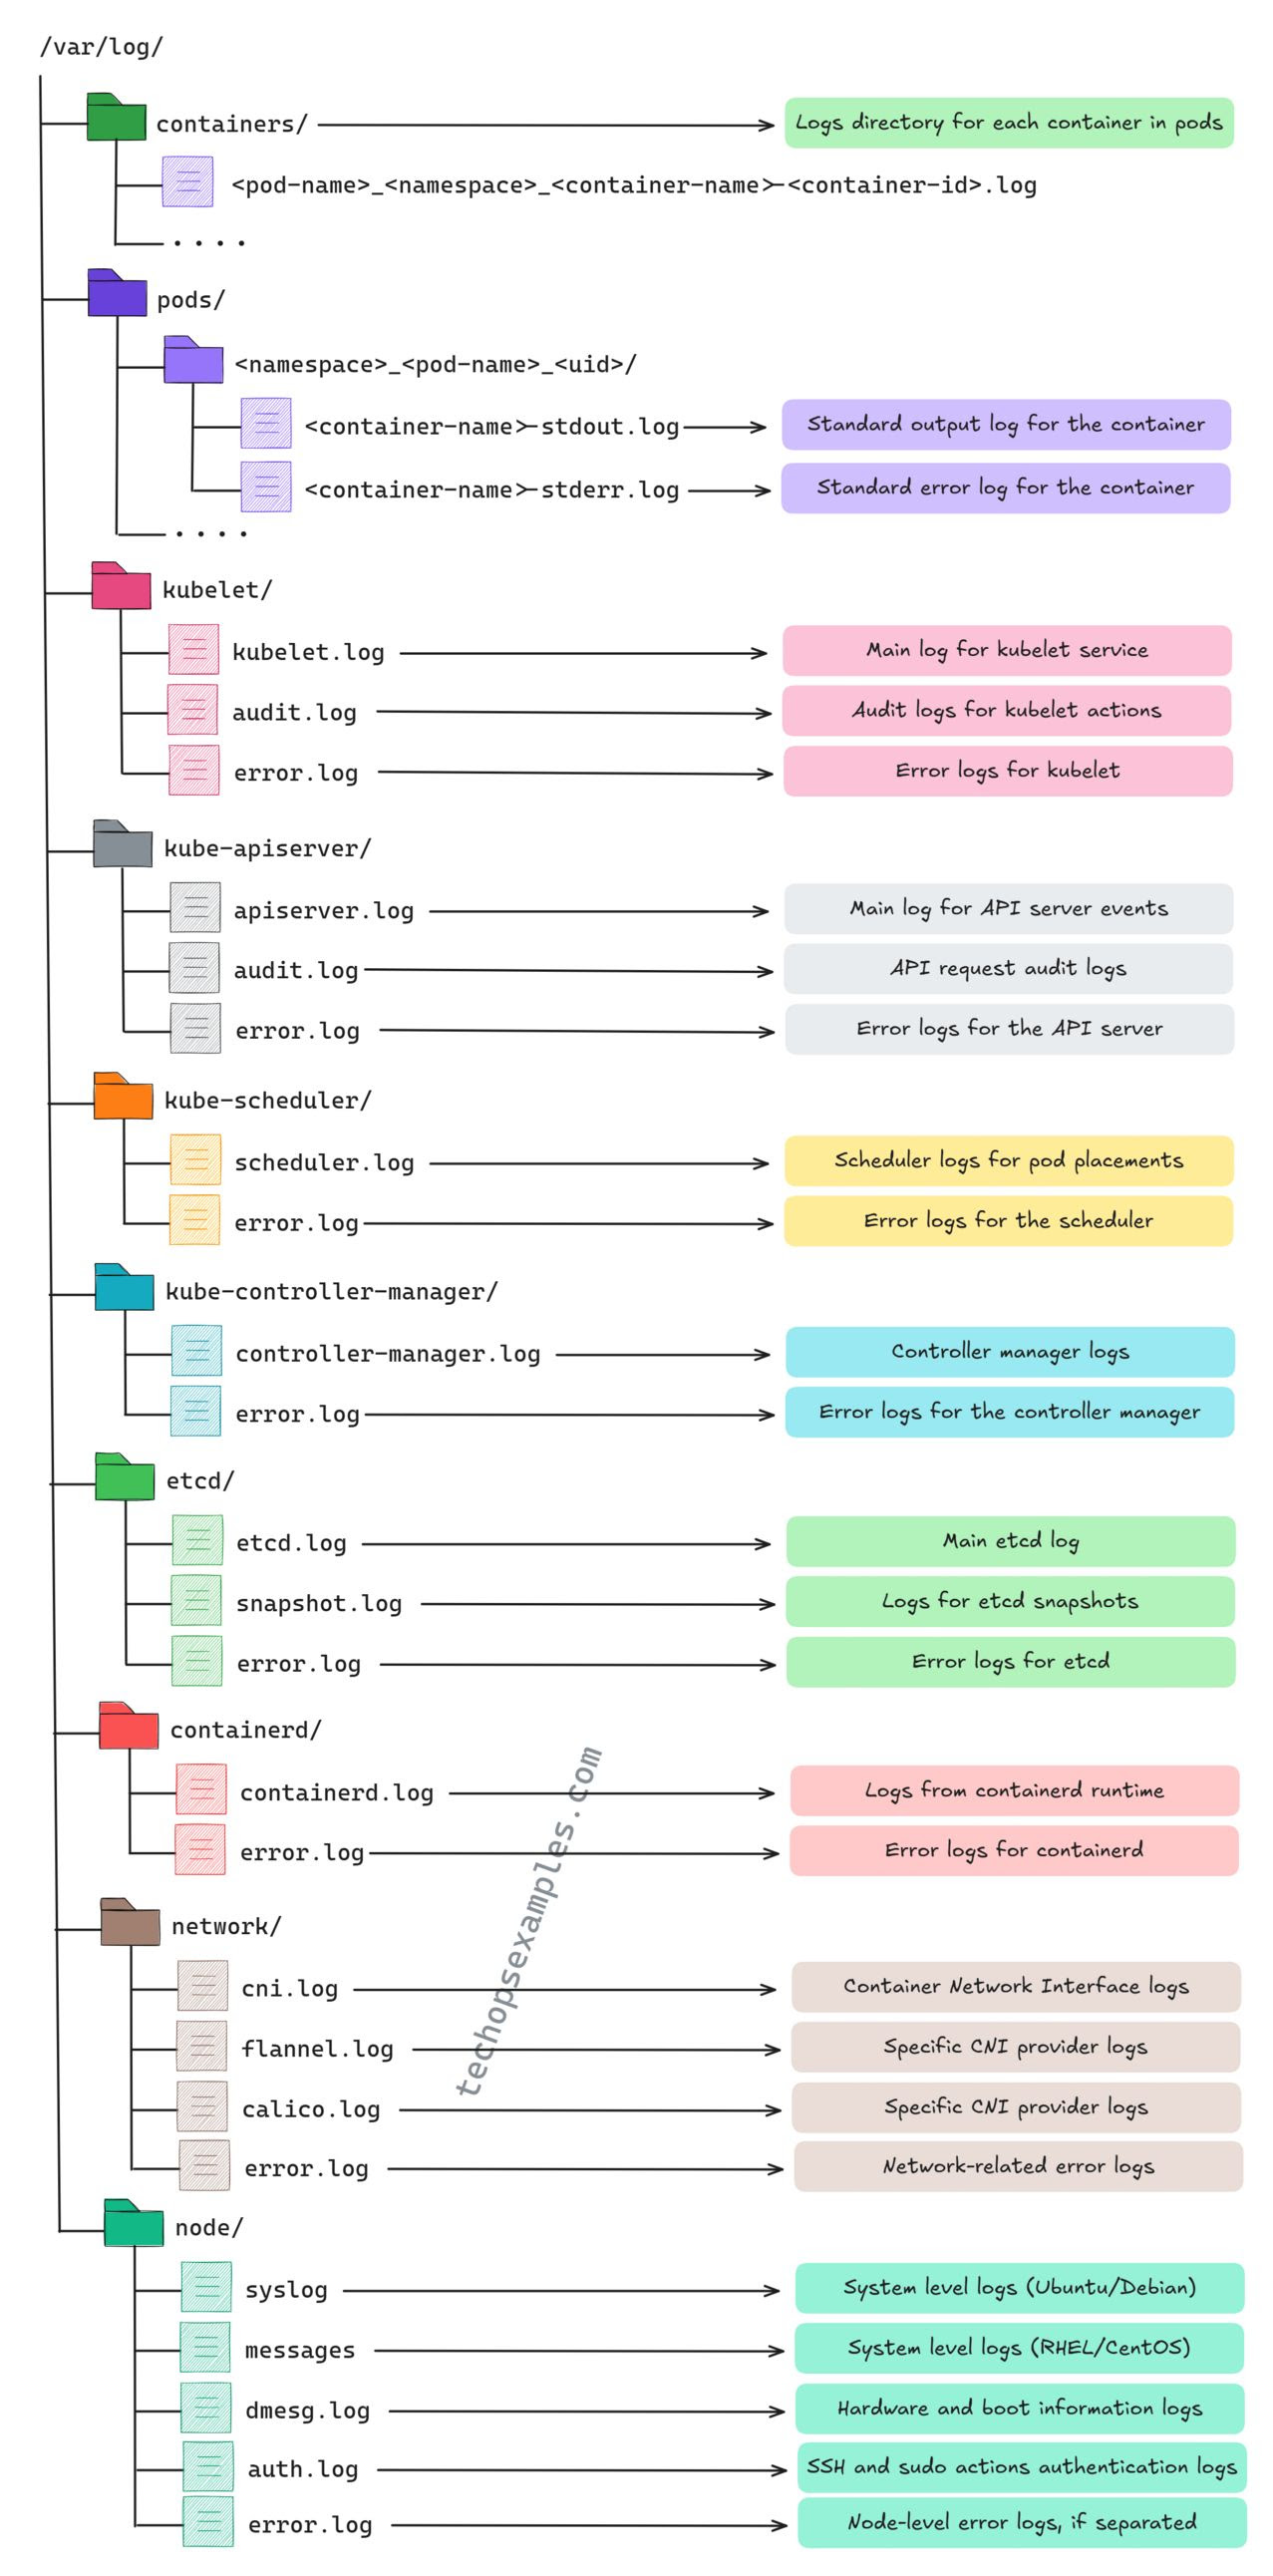 /var/log/
containers/
Logs directory for each container in pods
<pod-name>_<namespace>_<container-name>-<container-id>.log
....
pods/
<namespace>_<pod-name>_<uid>/
<container-name>-stdout.log
Standard output log for the container
<container-name>-stderr.log
Standard error log for the container
....
kubelet/
kubelet.log
Main log for kubelet service
audit.log
Audit logs for kubelet actions
error.log
Error logs for kubelet
kube-apiserver/
apiserver.log
Main log for API server events
audit.log
API request audit logs
error.log
Error logs for the API server
kube-scheduler/
scheduler.log
Scheduler logs for pod placements
error.log
Error logs for the scheduler
kube-controller-manager/
controller-manager.log
Controller manager logs
error.log
Error logs for the controller manager
etcd/
etcd.log
Main etcd log
snapshot.log
Logs for etcd snapshots
error.log
Error logs for etcd
containerd/
containerd.log
Logs from containerd runtime
error.log
Error logs for containerd
techopsexamples.com
network/
cni.log
Container Network Interface logs
flannel.log
Specific CNI provider logs
calico.log
Specific CNI provider logs
error.log
Network-related error logs
node/
syslog
System level logs (Ubuntu/Debian)
messages
System level logs (RHEL/CentOS)
dmesg.log
Hardware and boot information logs
auth.log
SSH and sudo actions authentication logs
error.log
Node-level error logs, if separated